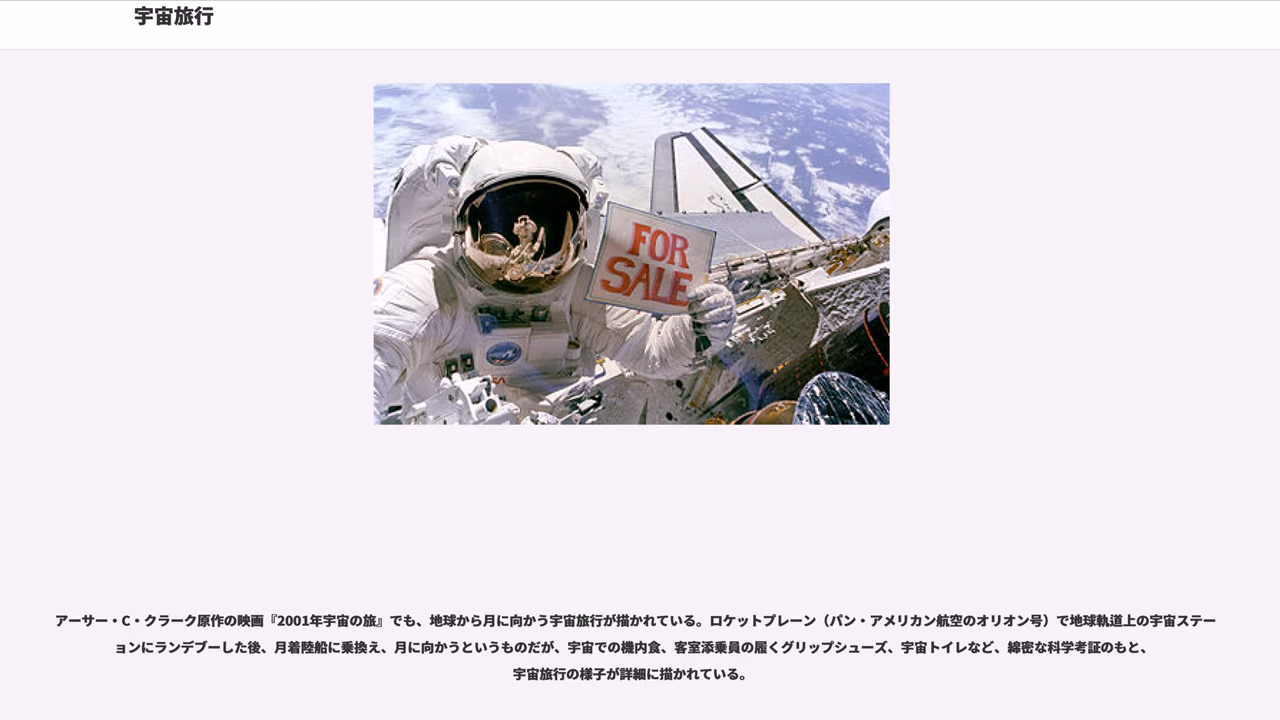 宇宙旅行
FOR
SALE
アーサー・C・クラーク原作の映画『2001年宇宙の旅』でも、地球から月に向かう宇宙旅行が描かれている。ロケットプレーン（パン・アメリカン航空のオリオン号）で地球軌道上の宇宙ステー
ョンにランデブーした後、月着陸船に乗換え、月に向かうというものだが、宇宙での機内食、客室添乗員の履くグリップシューズ、宇宙トイレなど、綿密な科学考証のもと、
宇宙旅行の様子が詳細に描かれている。